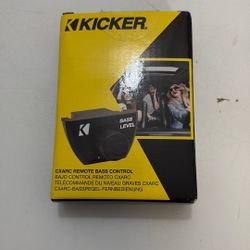 KICKER
BASS
LEVEL
CXARC REMOTE BASS CONTROL
BAJO CONTROL REMOTO CXARC
TÉLÉCOMMANDE DU NIVEAU GRAVES CXARC
CXARC-BASSPEGEL-FERNBEDIENUNG